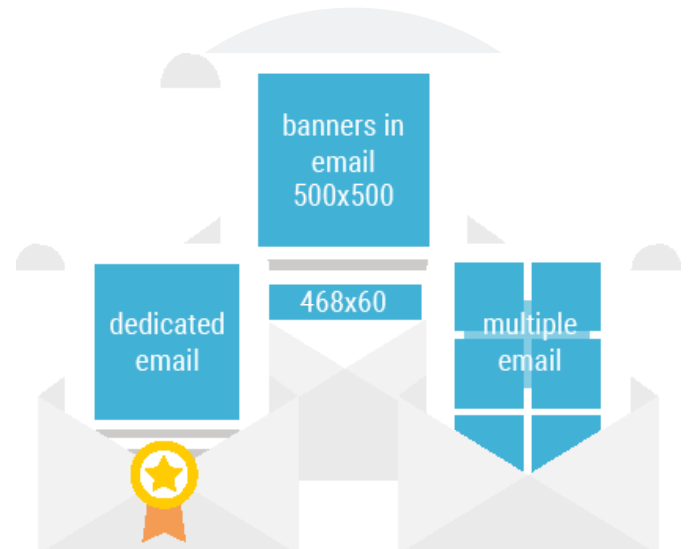 banners in
email
500x500
468x60
dedicated
email
multiple
email